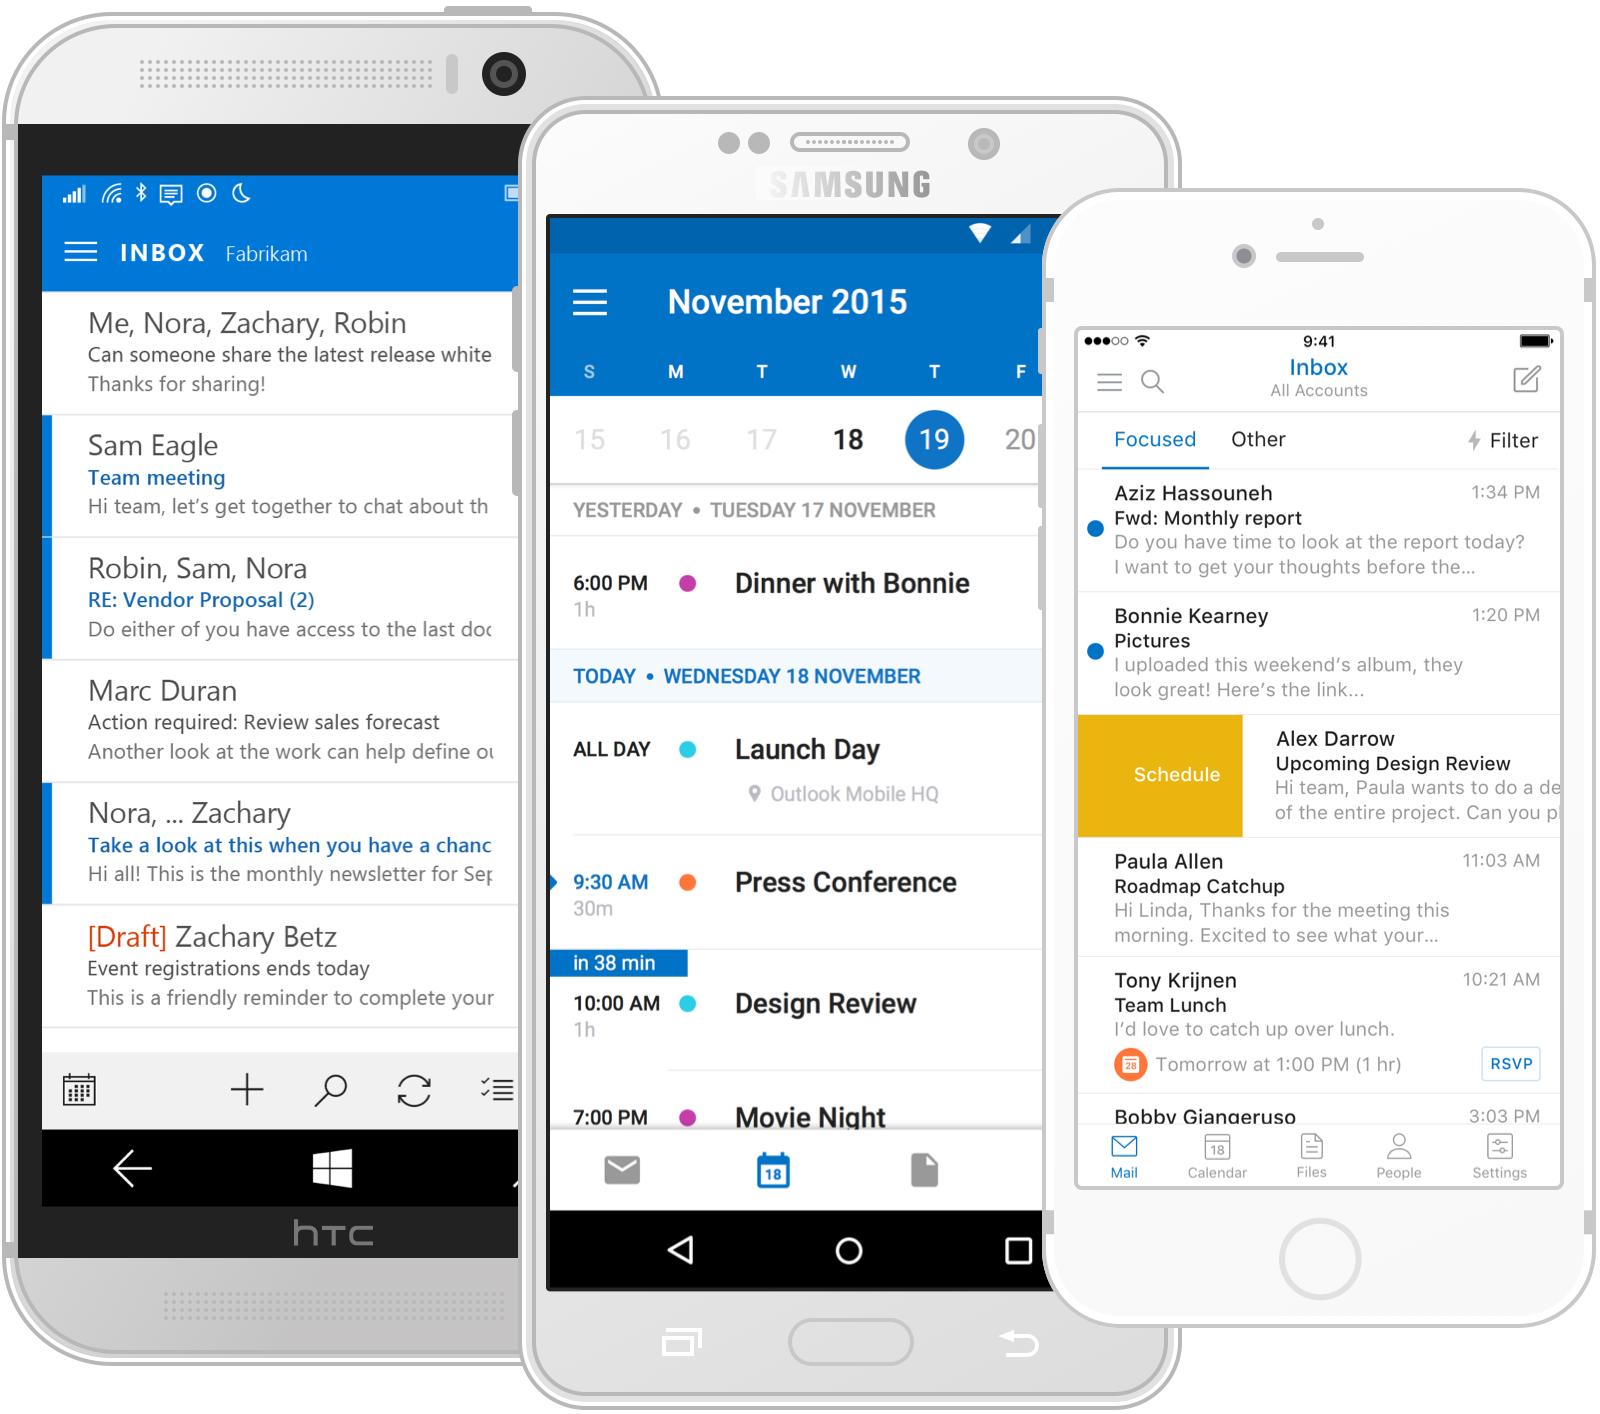 INBOX Fabrikam
Me, Nora, Zachary, Robin
Can someone share the latest release white
Thanks for sharing!
Sam Eagle
Team meeting
Hi team, let's get together to chat about th
Robin, Sam, Nora
RE: Vendor Proposal (2)
Do either of you have access to the last doc
Marc Duran
Action required: Review sales forecast
Another look at the work can help define ou
Nora, ... Zachary
Take a look at this when you have a chanc
Hi all! This is the monthly newsletter for Sep
[Draft] Zachary Betz
Event registrations ends today
This is a friendly reminder to complete your
hTC
SAMSUNG
November 2015
S M T W T F
15 16 17 18 19 20
YESTERDAY • TUESDAY 17 NOVEMBER
6:00 PM Dinner with Bonnie
1h
TODAY • WEDNESDAY 18 NOVEMBER
ALL DAY Launch Day
Outlook Mobile HQ
9:30 AM Press Conference
30m
in 38 min
10:00 AM Design Review
1h
7:00 PM Movie Night
18
9:41
Inbox
All Accounts
Focused Other Filter
Aziz Hassouneh 1:34 PM
Fwd: Monthly report
Do you have time to look at the report today?
I want to get your thoughts before the...
Bonnie Kearney 1:20 PM
Pictures
I uploaded this weekend's album, they
look great! Here's the link...
Schedule
Alex Darrow
Upcoming Design Review
Hi team, Paula wants to do a de
of the entire project. Can you pl
Paula Allen 11:03 AM
Roadmap Catchup
Hi Linda, Thanks for the meeting this
morning. Excited to see what your...
Tony Krijnen 10:21 AM
Team Lunch
I'd love to catch up over lunch.
28 Tomorrow at 1:00 PM (1 hr) RSVP
Bobby Giangeruso 3:03 PM
18
Mail Calendar Files People Settings